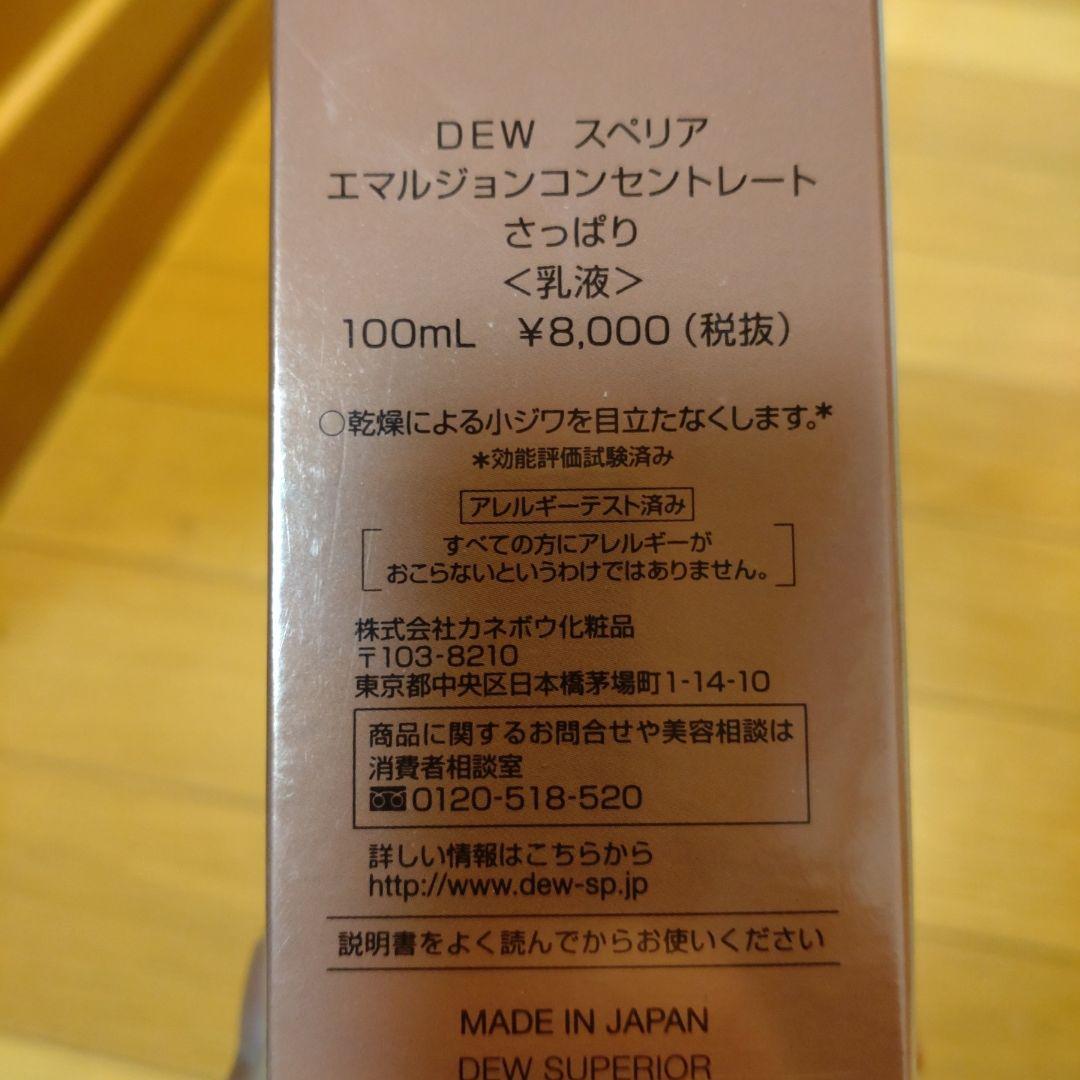 DEW スペリア
エマルジョンコンセントレート
さっぱり
<乳液>
100mL ¥8,000（税抜）
○乾燥による小ジワを目立たなくします。*
*効能評価試験済み
アレルギーテスト済み
すべての方にアレルギーが
おこらないというわけではありません。
株式会社カネボウ化粧品
〒103-8210
東京都中央区日本橋茅場町1-14-10
商品に関するお問合せや美容相談は
消費者相談室
0120-518-520
詳しい情報はこちらから
http://www.dew-sp.jp
説明書をよく読んでからお使いください
MADE IN JAPAN
DEW SUPERIOR